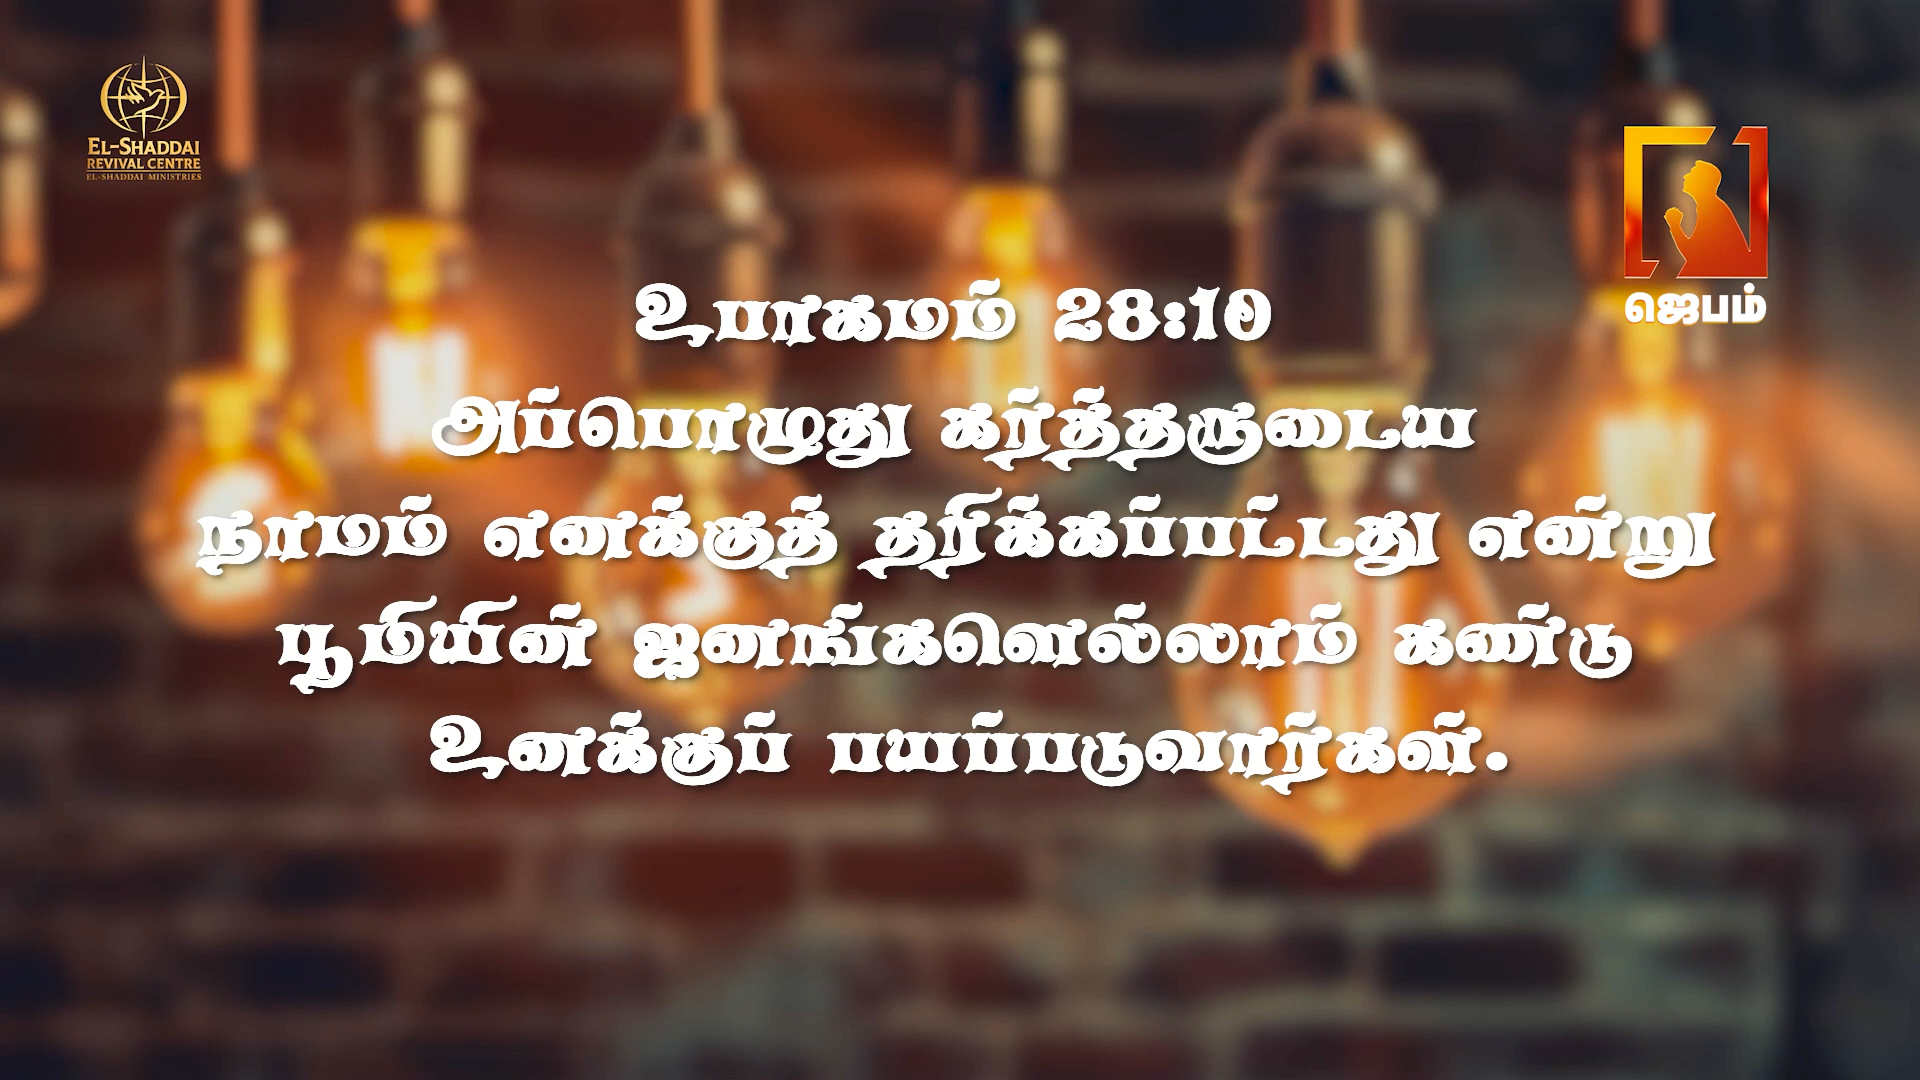 EL-SHADDAI
REVIVAL CENTRE
EL-SHADDAI MINISTRIES
ஜெபம்
உபாகமம் 28:10
அப்பொழுது கர்த்தருடைய
நாமம் எனக்குத் தரிக்கப்பட்டது என்று
பூமியின் ஜனங்களெல்லாம் கண்டு
உனக்குப் பயப்படுவார்கள்.